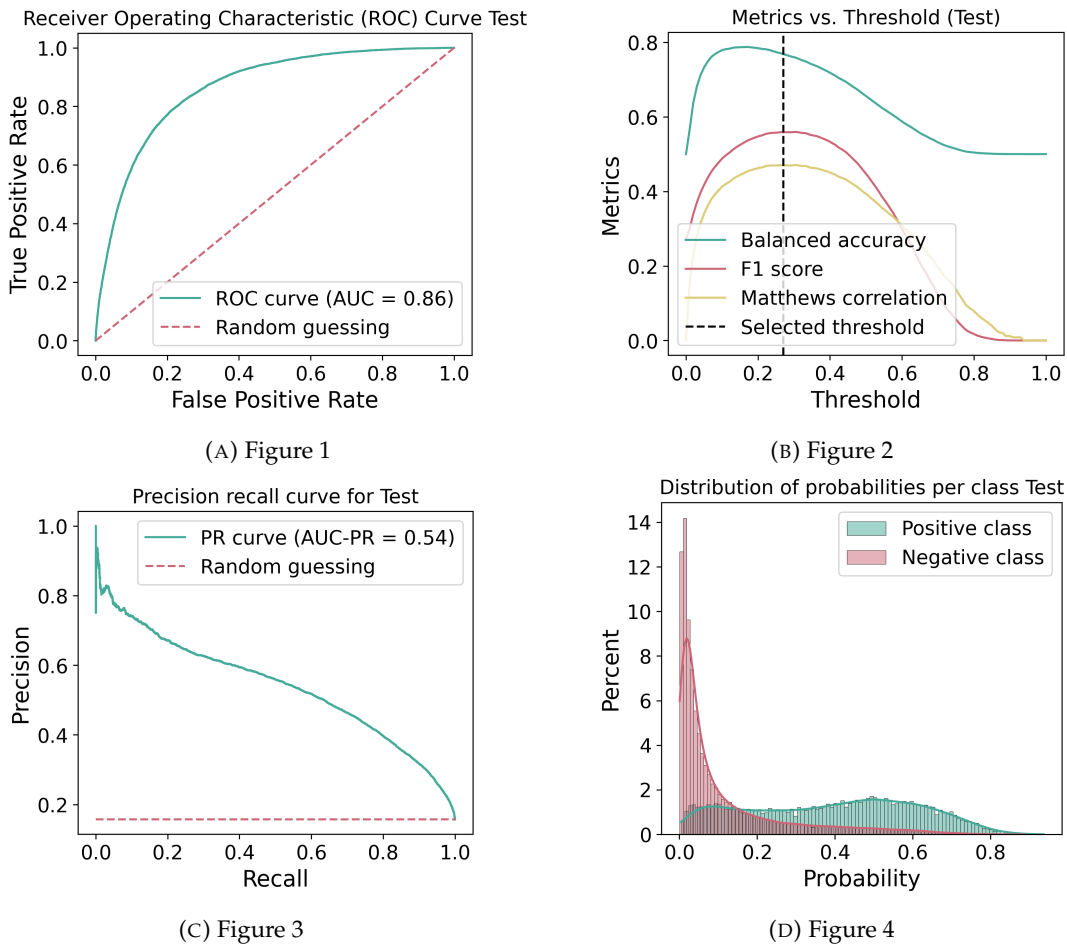 Receiver Operating Characteristic (ROC) Curve Test
True Positive Rate
1.0
0.8
0.6
0.4
0.2
0.0
ROC curve (AUC = 0.86)
Random guessing
0.0 0.2 0.4 0.6 0.8 1.0
False Positive Rate
(A) Figure 1
Metrics vs. Threshold (Test)
Metrics
0.8
0.6
0.4
0.2
0.0
Balanced accuracy
F1 score
Matthews correlation
Selected threshold
0.0 0.2 0.4 0.6 0.8 1.0
Threshold
(B) Figure 2
Precision recall curve for Test
Precision
1.0
0.8
0.6
0.4
0.2
PR curve (AUC-PR = 0.54)
Random guessing
0.0 0.2 0.4 0.6 0.8 1.0
Recall
(C) Figure 3
Distribution of probabilities per class Test
Percent
14
12
10
8
6
4
2
0
Positive class
Negative class
0.0 0.2 0.4 0.6 0.8
Probability
(D) Figure 4